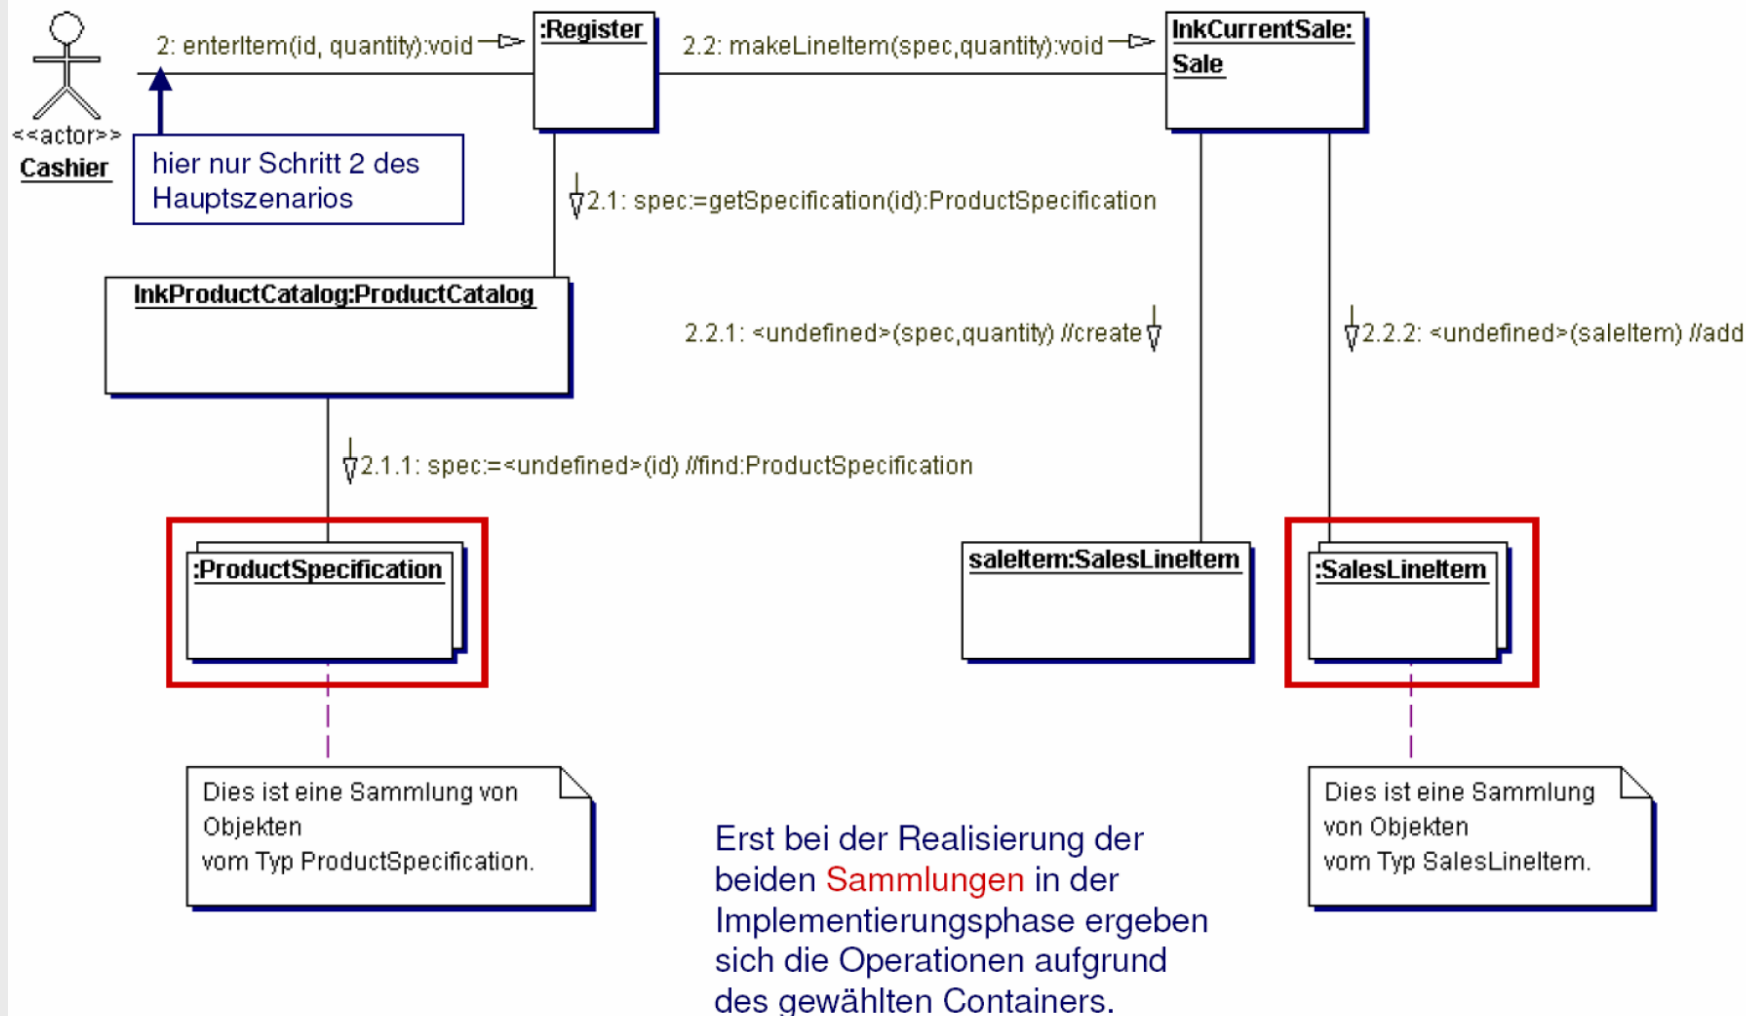 2: enterItem(id, quantity):void
:Register
2.2: makeLineItem(spec,quantity):void
lnkCurrentSale:
Sale
<<actor>>
Cashier
hier nur Schritt 2 des
Hauptszenarios
2.1: spec:=getSpecification(id):ProductSpecification
lnkProductCatalog:ProductCatalog
2.2.1: <undefined>(spec,quantity) //create
2.2.2: <undefined>(saleItem) //add
2.1.1: spec:=<undefined>(id) //find:ProductSpecification
:ProductSpecification
saleItem:SalesLineItem
:SalesLineItem
Dies ist eine Sammlung von
Objekten
vom Typ ProductSpecification.
Erst bei der Realisierung der
beiden Sammlungen in der
Implementierungsphase ergeben
sich die Operationen aufgrund
des gewählten Containers.
Dies ist eine Sammlung
von Objekten
vom Typ SalesLineItem.